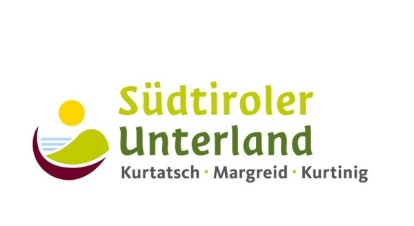 Südtiroler
Unterland
Kurtatsch · Margreid · Kurtinig